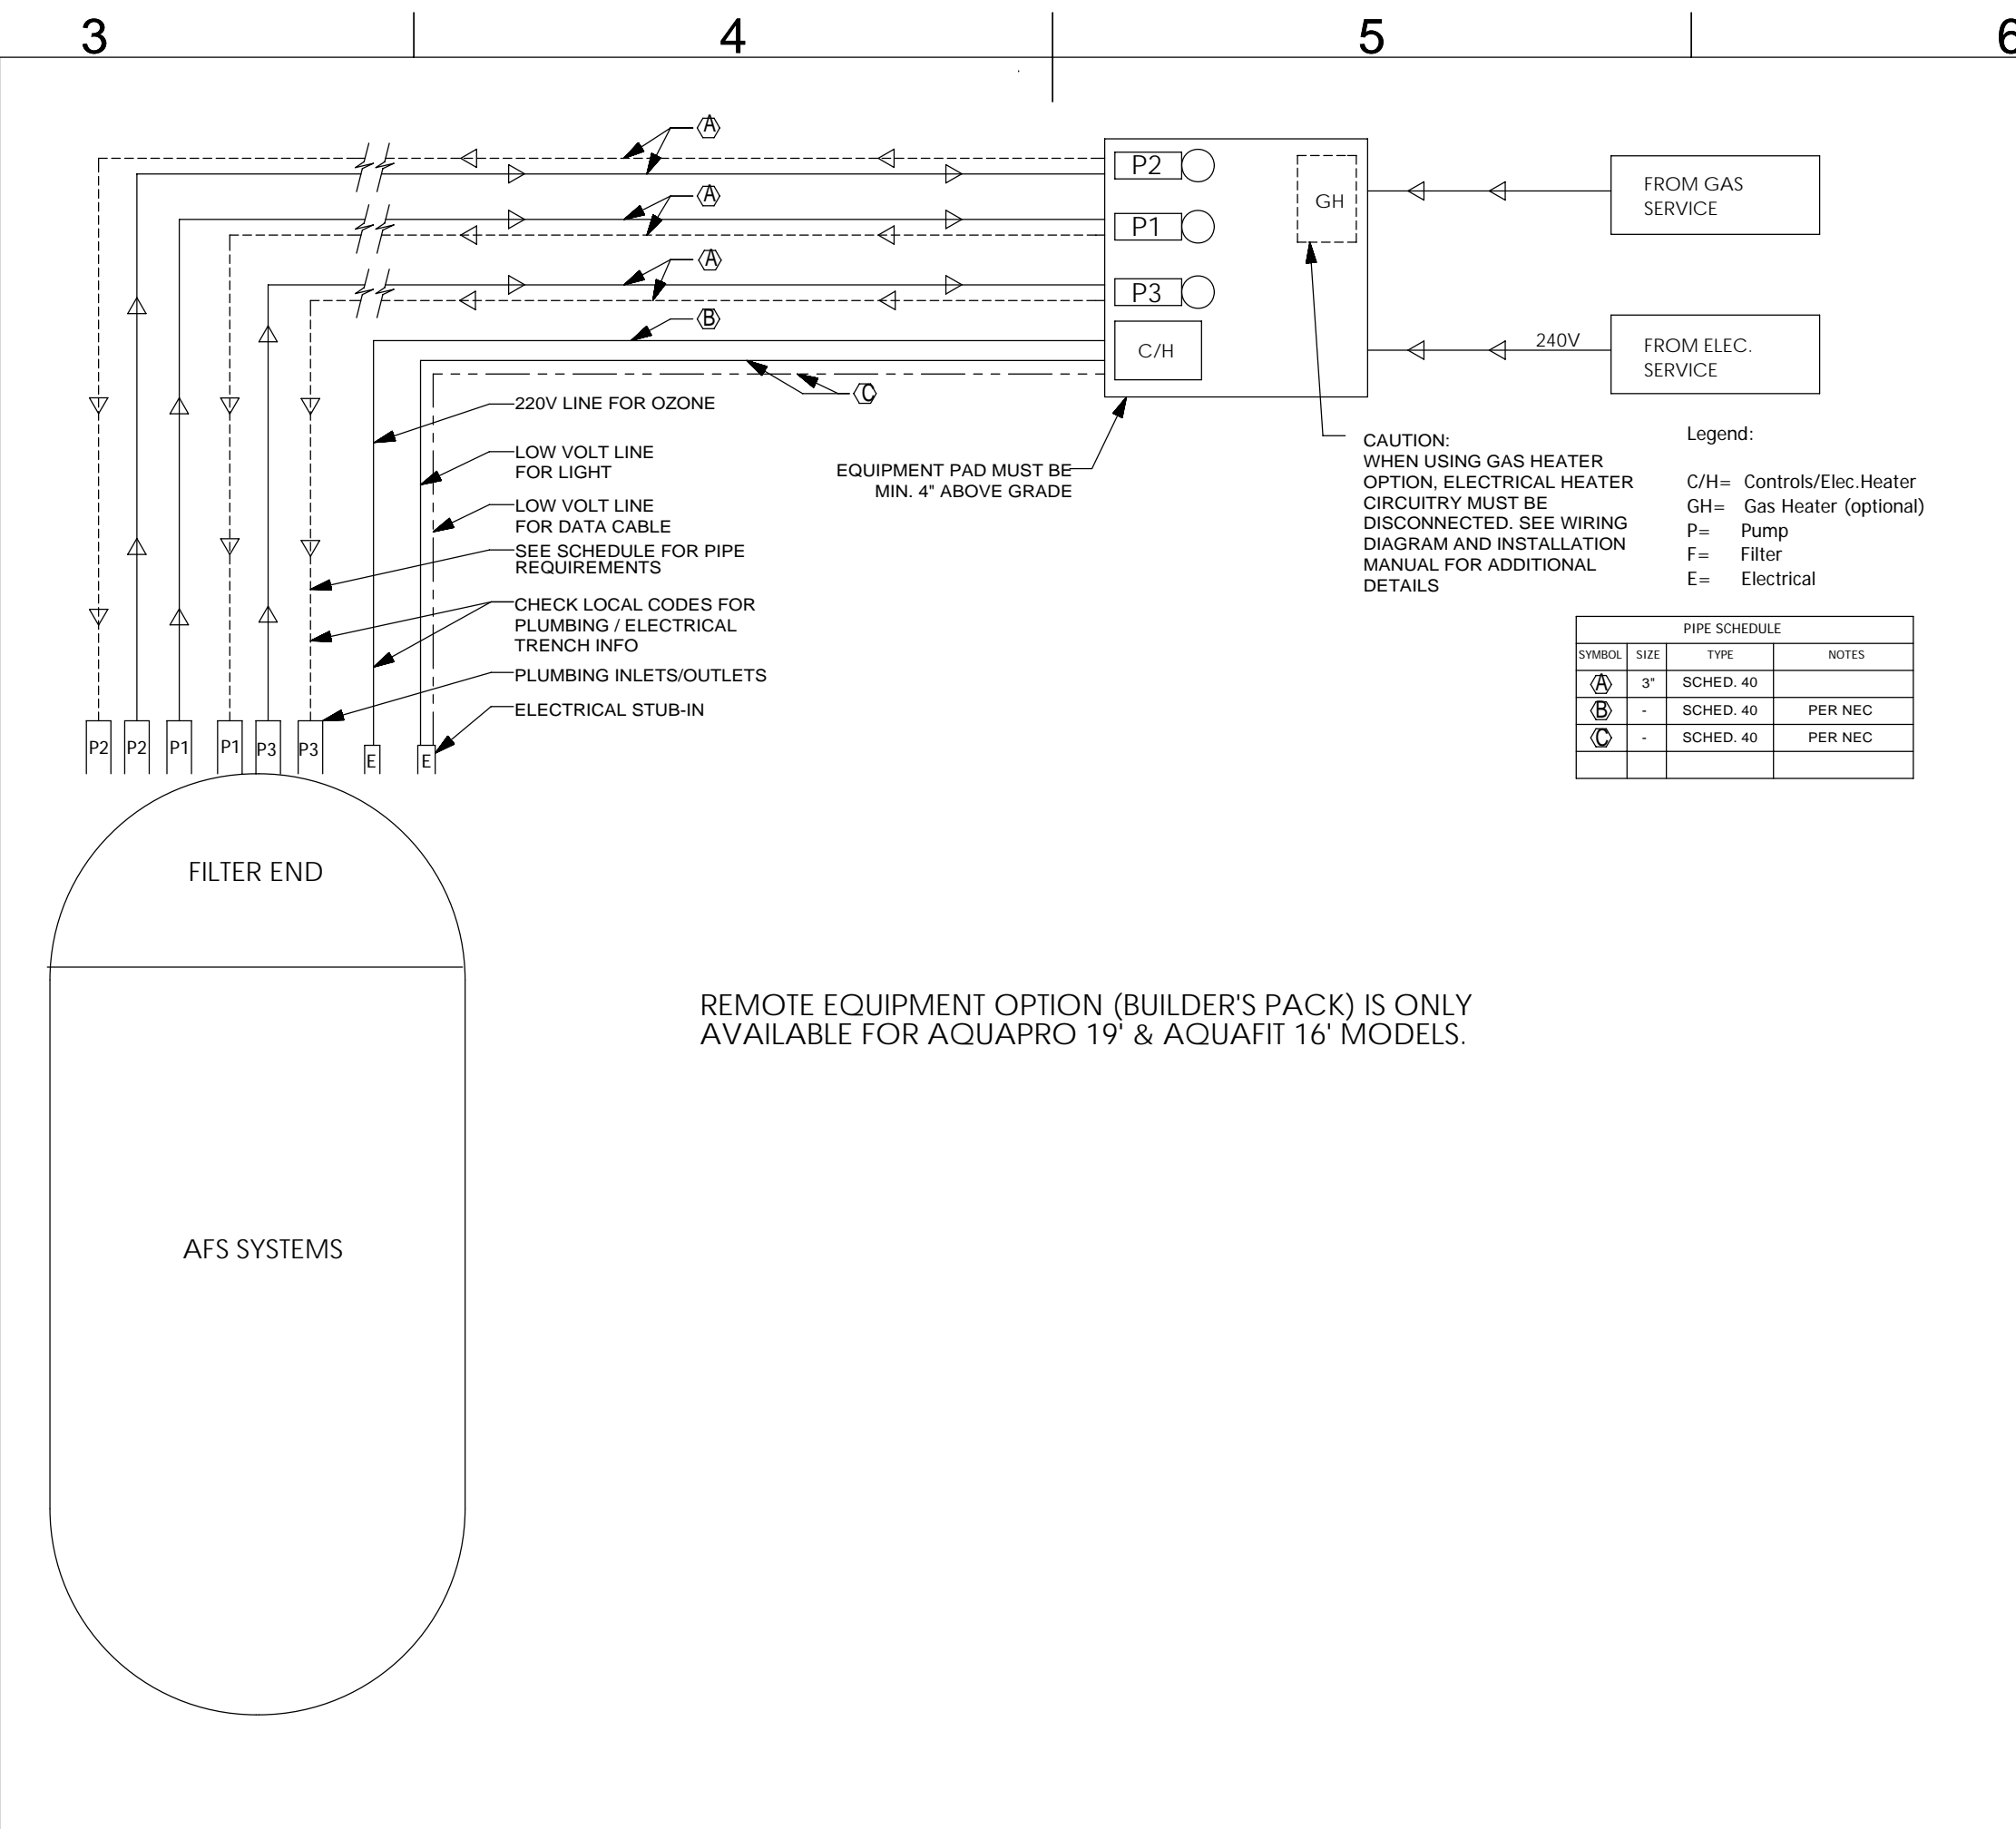 3
4
5
6
A
A
A
B
C
P2
P1
P3
C/H
GH
FROM GAS
SERVICE
240V
FROM ELEC.
SERVICE
220V LINE FOR OZONE
LOW VOLT LINE
FOR LIGHT
LOW VOLT LINE
FOR DATA CABLE
SEE SCHEDULE FOR PIPE
REQUIREMENTS
CHECK LOCAL CODES FOR
PLUMBING / ELECTRICAL
TRENCH INFO
PLUMBING INLETS/OUTLETS
ELECTRICAL STUB-IN
EQUIPMENT PAD MUST BE
MIN. 4" ABOVE GRADE
CAUTION:
WHEN USING GAS HEATER
OPTION, ELECTRICAL HEATER
CIRCUITRY MUST BE
DISCONNECTED. SEE WIRING
DIAGRAM AND INSTALLATION
MANUAL FOR ADDITIONAL
DETAILS
Legend:
C/H= Controls/Elec.Heater
GH= Gas Heater (optional)
P= Pump
F= Filter
E= Electrical
PIPE SCHEDULE
SYMBOL SIZE TYPE NOTES
A 3" SCHED. 40
B - SCHED. 40 PER NEC
C - SCHED. 40 PER NEC
P2 P2 P1 P1 P3 P3 E E
FILTER END
AFS SYSTEMS
REMOTE EQUIPMENT OPTION (BUILDER'S PACK) IS ONLY
AVAILABLE FOR AQUAPRO 19' & AQUAFIT 16' MODELS.